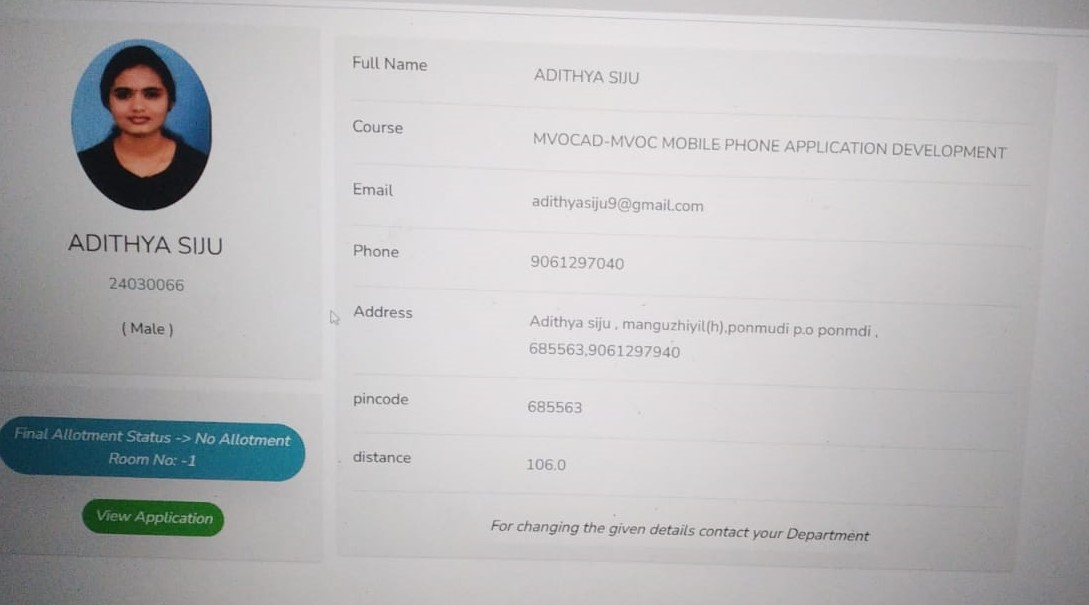 ADITHYA SIJU
24030066
( Male )
Final Allotment Status -> No Allotment
Room No: -1
View Application
Full Name ADITHYA SIJU
Course MVOCAD-MVOC MOBILE PHONE APPLICATION DEVELOPMENT
Email adithyasiju9@gmail.com
Phone 9061297040
Address Adithya siju , manguzhiyil(h),ponmudi p.o ponmdi ,
685563,9061297940
pincode 685563
distance 106.0
For changing the given details contact your Department